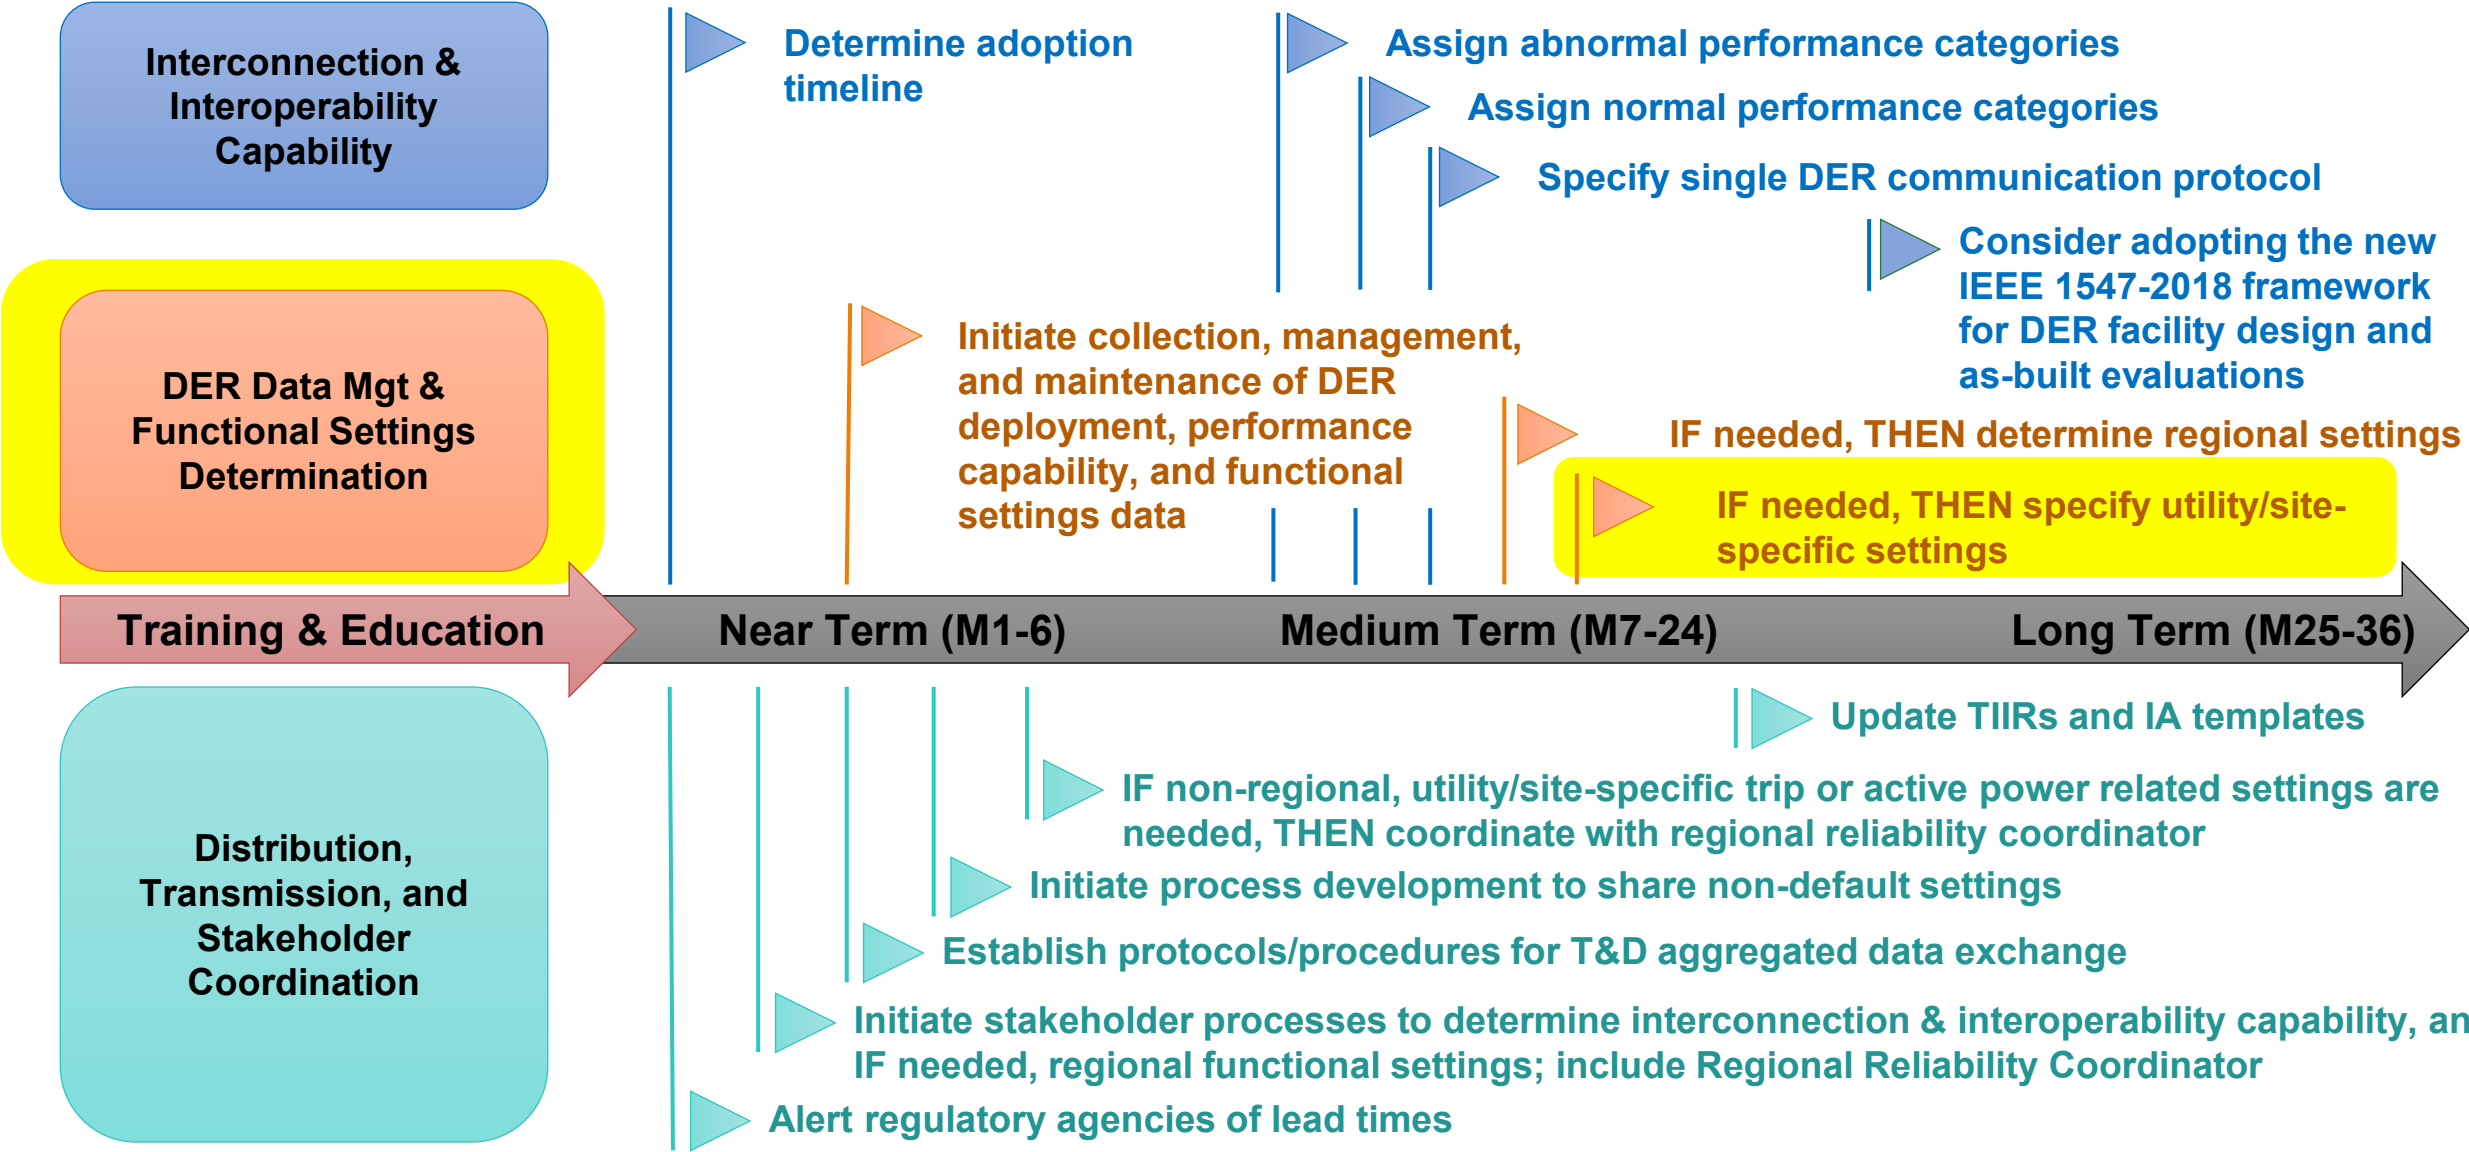 Interconnection &
Interoperability
Capability
Determine adoption
timeline
Assign abnormal performance categories
Assign normal performance categories
Specify single DER communication protocol
Consider adopting the new
IEEE 1547-2018 framework
for DER facility design and
as-built evaluations
DER Data Mgt &
Functional Settings
Determination
Initiate collection, management,
and maintenance of DER
deployment, performance
capability, and functional
settings data
IF needed, THEN determine regional settings
IF needed, THEN specify utility/site-
specific settings
Training & Education
Near Term (M1-6)
Medium Term (M7-24)
Long Term (M25-36)
Distribution,
Transmission, and
Stakeholder
Coordination
Update TIIRs and IA templates
IF non-regional, utility/site-specific trip or active power related settings are
needed, THEN coordinate with regional reliability coordinator
Initiate process development to share non-default settings
Establish protocols/procedures for T&D aggregated data exchange
Initiate stakeholder processes to determine interconnection & interoperability capability, an
IF needed, regional functional settings; include Regional Reliability Coordinator
Alert regulatory agencies of lead times